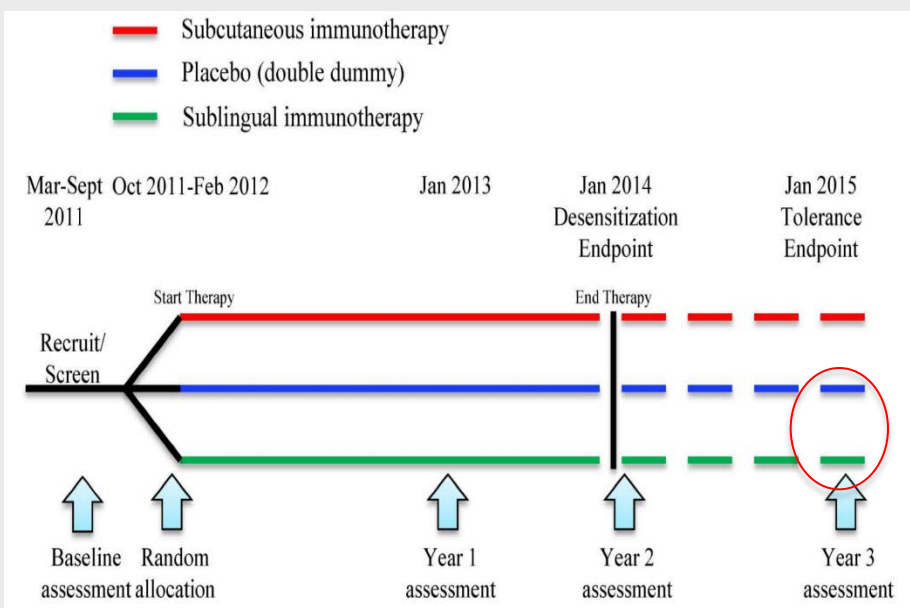 Subcutaneous immunotherapy
Placebo (double dummy)
Sublingual immunotherapy
Mar-Sept
2011
Oct 2011-Feb 2012
Jan 2013
Jan 2014
Desensitization
Endpoint
Jan 2015
Tolerance
Endpoint
Start Therapy
End Therapy
Recruit/
Screen
Baseline
assessment
Random
allocation
Year 1
assessment
Year 2
assessment
Year 3
assessment